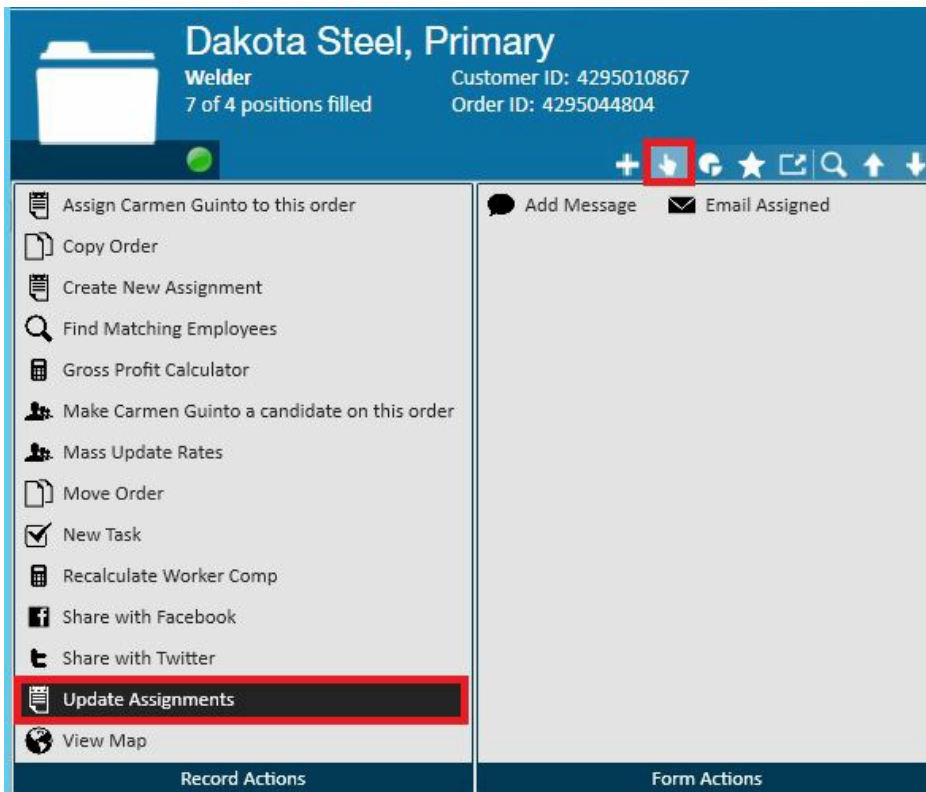 Dakota Steel, Primary
Welder
Customer ID: 4295010867
7 of 4 positions filled
Order ID: 4295044804
Assign Carmen Guinto to this order
Copy Order
Create New Assignment
Find Matching Employees
Gross Profit Calculator
Make Carmen Guinto a candidate on this order
Mass Update Rates
Move Order
New Task
Recalculate Worker Comp
Share with Facebook
Share with Twitter
Update Assignments
View Map
Record Actions
Add Message
Email Assigned
Form Actions